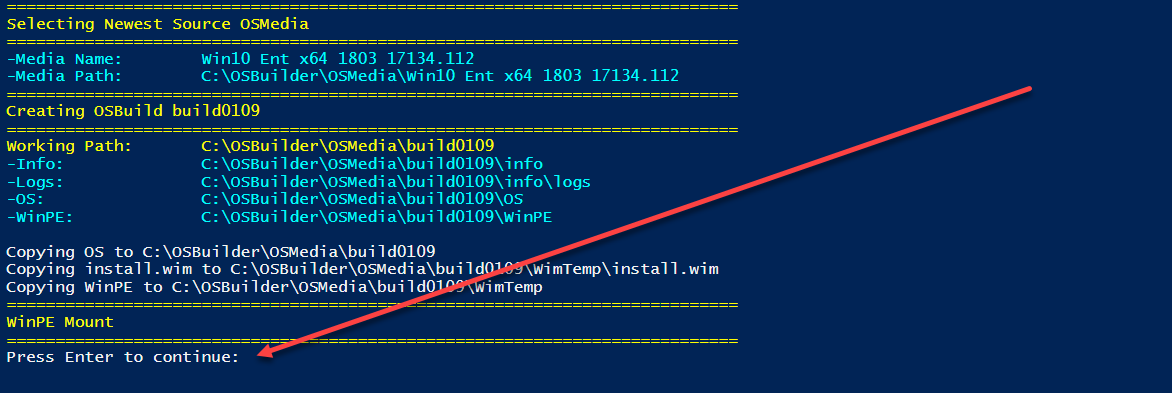 ===========================================================================
Selecting Newest Source OSMedia
===========================================================================
-Media Name:        Win10 Ent x64 1803 17134.112
-Media Path:        C:\OSBuilder\OSMedia\Win10 Ent x64 1803 17134.112
===========================================================================
Creating OSBuild build0109
===========================================================================
Working Path:       C:\OSBuilder\OSMedia\build0109
-Info:              C:\OSBuilder\OSMedia\build0109\info
-Logs:              C:\OSBuilder\OSMedia\build0109\info\logs
-OS:                C:\OSBuilder\OSMedia\build0109\OS
-WinPE:             C:\OSBuilder\OSMedia\build0109\WinPE
Copying OS to C:\OSBuilder\OSMedia\build0109
Copying install.wim to C:\OSBuilder\OSMedia\build0109\WimTemp\install.wim
Copying WinPE to C:\OSBuilder\OSMedia\build0109\WimTemp
===========================================================================
WinPE Mount
===========================================================================
Press Enter to continue: